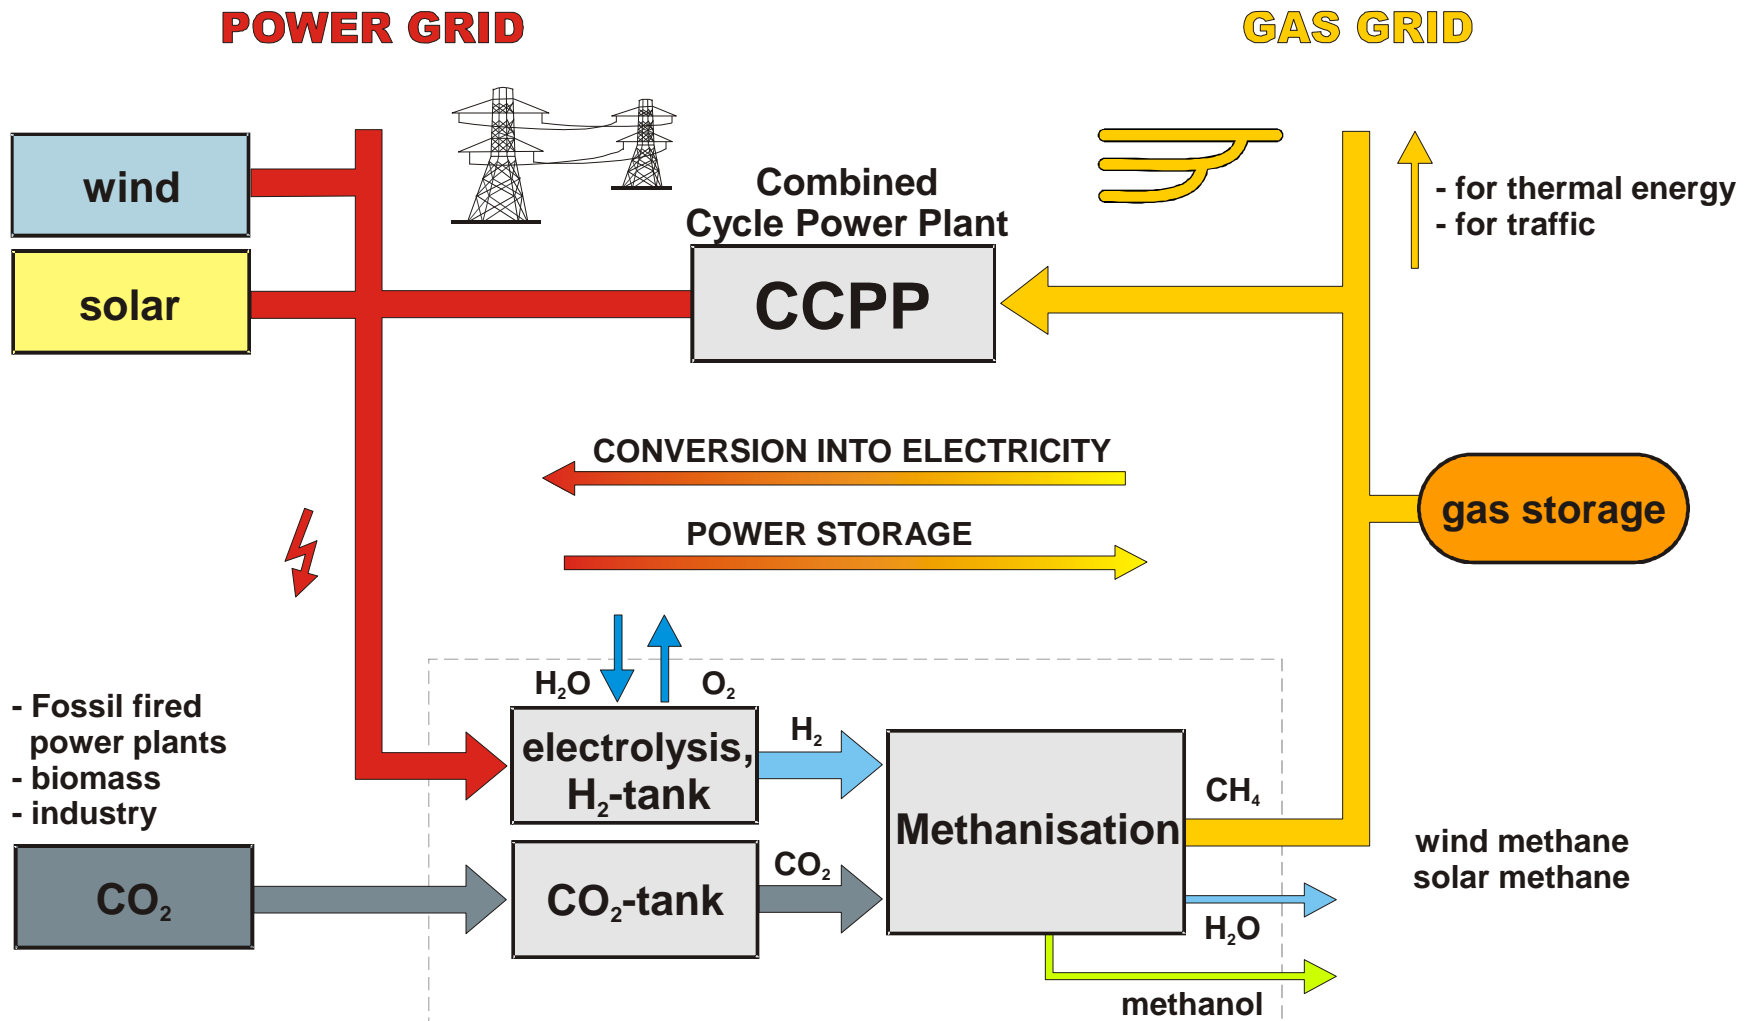 POWER GRID
GAS GRID
wind
solar
Combined
Cycle Power Plant
CCPP
- for thermal energy
- for traffic
CONVERSION INTO ELECTRICITY
POWER STORAGE
gas storage
H₂O
O₂
- Fossil fired
power plants
- biomass
- industry
electrolysis,
H₂-tank
H₂
Methanisation
CH₄
wind methane
solar methane
CO₂
CO₂-tank
CO₂
H₂O
methanol